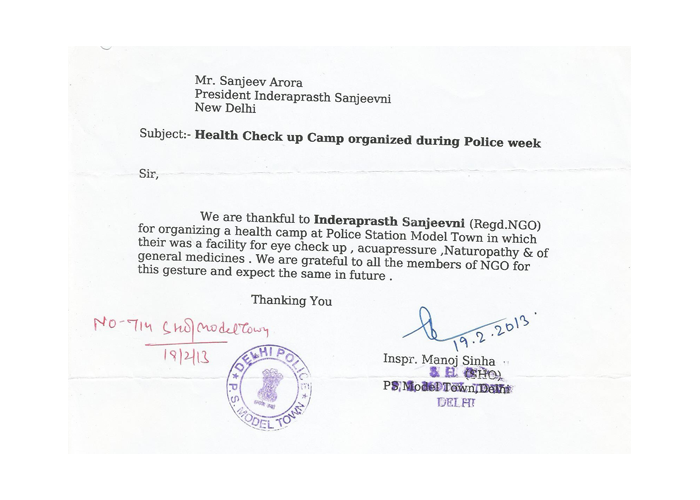 Mr. Sanjeev Arora
President Inderaprasth Sanjeevni
New Delhi
Subject:- Health Check up Camp organized during Police week
Sir,
We are thankful to Inderaprasth Sanjeevni (Regd.NGO)
for organizing a health camp at Police Station Model Town in which
their was a facility for eye check up , acuapressure ,Naturopathy & of
general medicines . We are grateful to all the members of NGO for
this gesture and expect the same in future .
Thanking You
NO-714 SHO/Model Town
19/2/13
19.2.2013.
DELHI POLICE
P.S. MODEL TOWN
Inspr. Manoj Sinha
(SHO)
PS,Model Town,Delhi
DELHI